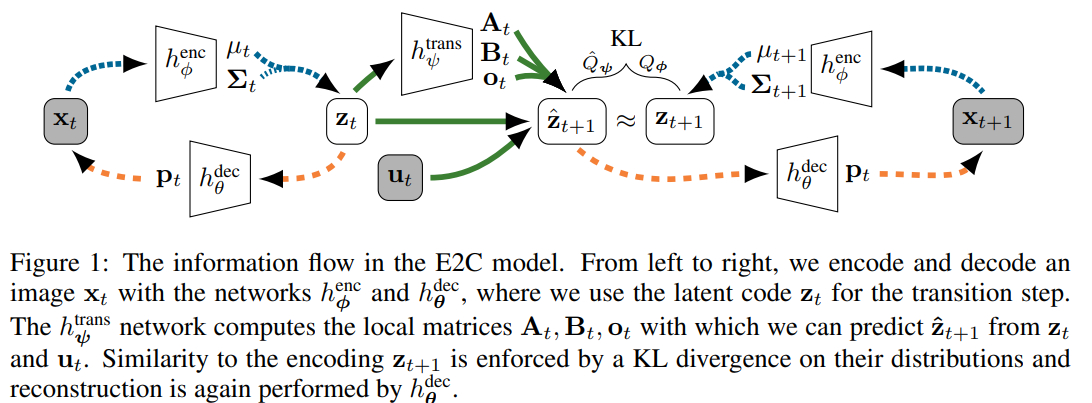 x_t
h_ϕ^enc
μ_t
Σ_t
p_t
h_θ^dec
z_t
h_ψ^trans
A_t
B_t
o_t
u_t
KL
Q̂_ψ Q_ϕ
ẑ_{t+1} ≈ z_{t+1}
μ_{t+1}
Σ_{t+1}
h_ϕ^enc
x_{t+1}
h_θ^dec
p_t
Figure 1: The information flow in the E2C model. From left to right, we encode and decode an
image x_t with the networks h_ϕ^enc and h_θ^dec, where we use the latent code z_t for the transition step.
The h_ψ^trans network computes the local matrices A_t, B_t, o_t with which we can predict ẑ_{t+1} from z_t
and u_t. Similarity to the encoding z_{t+1} is enforced by a KL divergence on their distributions and
reconstruction is again performed by h_θ^dec.